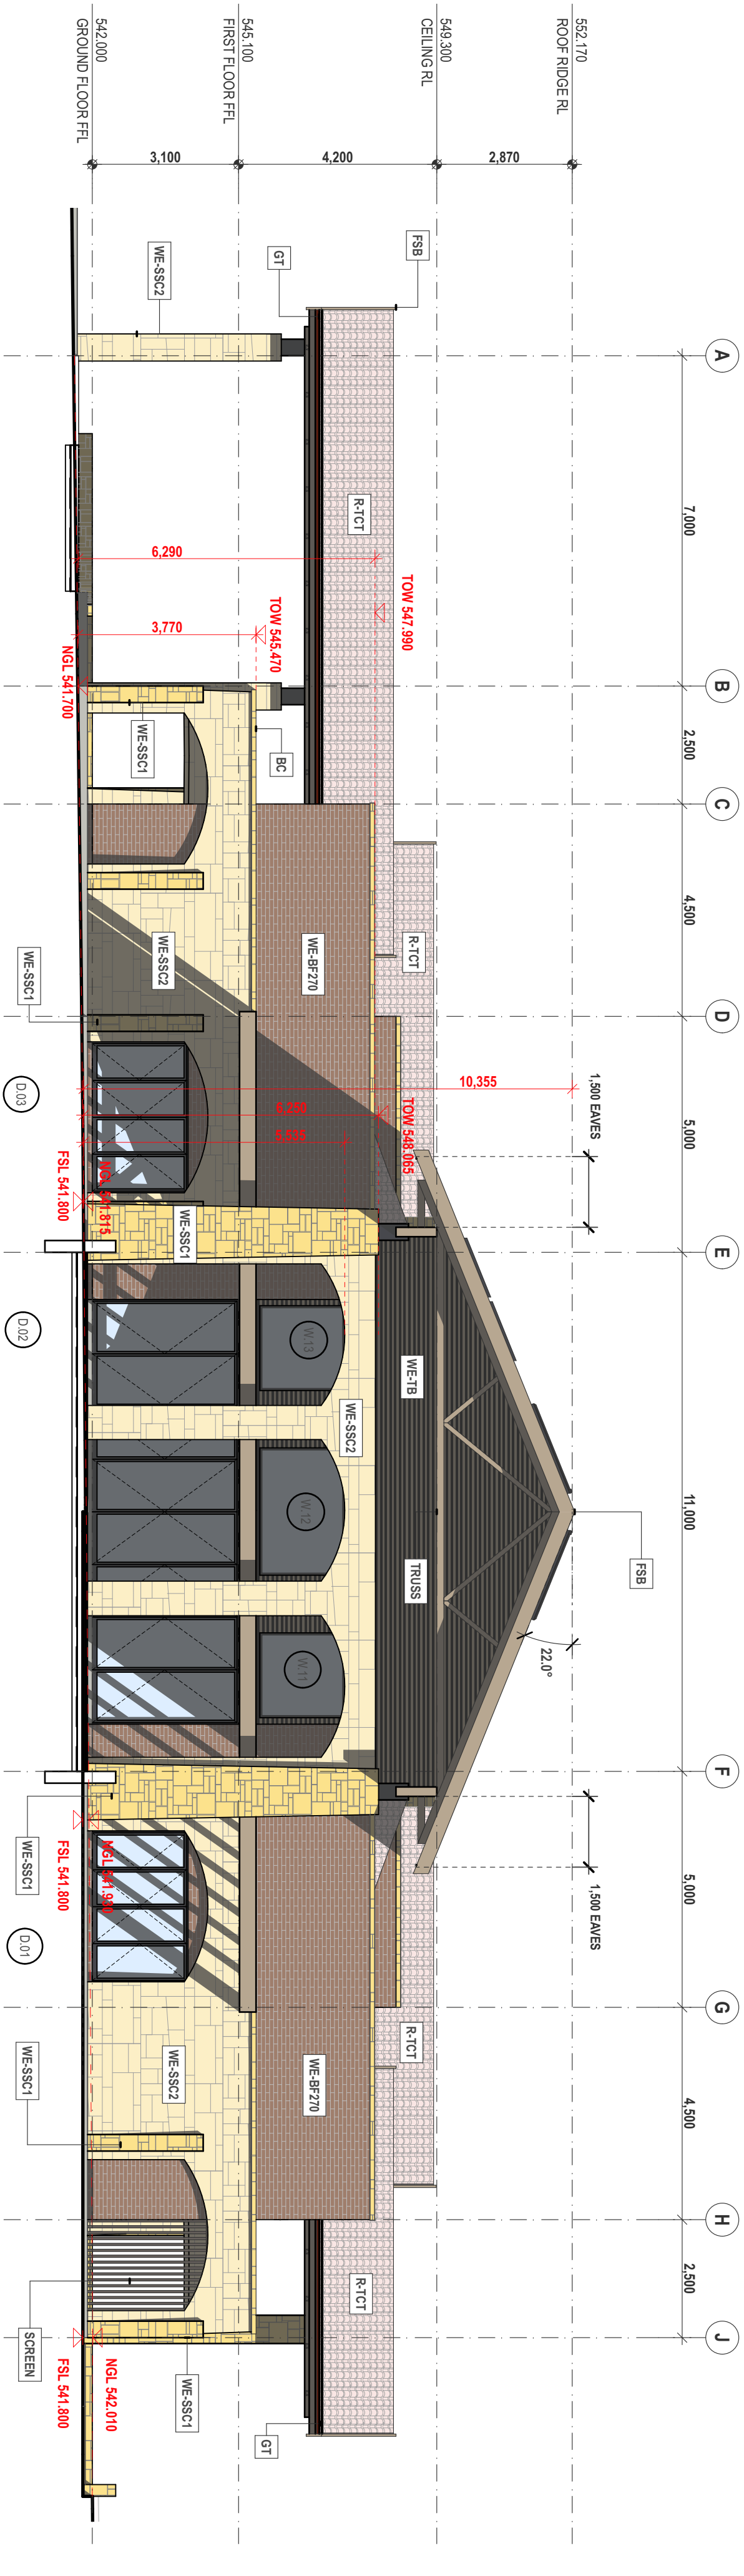 A
B
C
D
E
F
G
H
J
7,000
2,500
4,500
5,000
11,000
5,000
4,500
2,500
1,500 EAVES
1,500 EAVES
552.170
ROOF RIDGE RL
FSB
22.0°
2,870
10,355
549.300
CEILING RL
FSB
TOW 547.990
R-TCT
TOW 548.065
WE-TB
TRUSS
R-TCT
R-TCT
R-TCT
4,200
GT
WE-BF270
WE-SSC2
WE-BF270
TOW 545.470
BC
5,535
6,250
W.13
W.12
W.11
GT
545.100
FIRST FLOOR FFL
6,290
3,770
3,100
WE-SSC2
WE-SSC1
WE-SSC2
WE-SSC1
WE-SSC2
WE-SSC1
542.000
GROUND FLOOR FFL
NGL 541.700
NGL 541.815
NGL 541.980
NGL 542.010
FSL 541.800
FSL 541.800
FSL 541.800
WE-SSC1
WE-SSC1
WE-SSC1
SCREEN
D.03
D.02
D.01